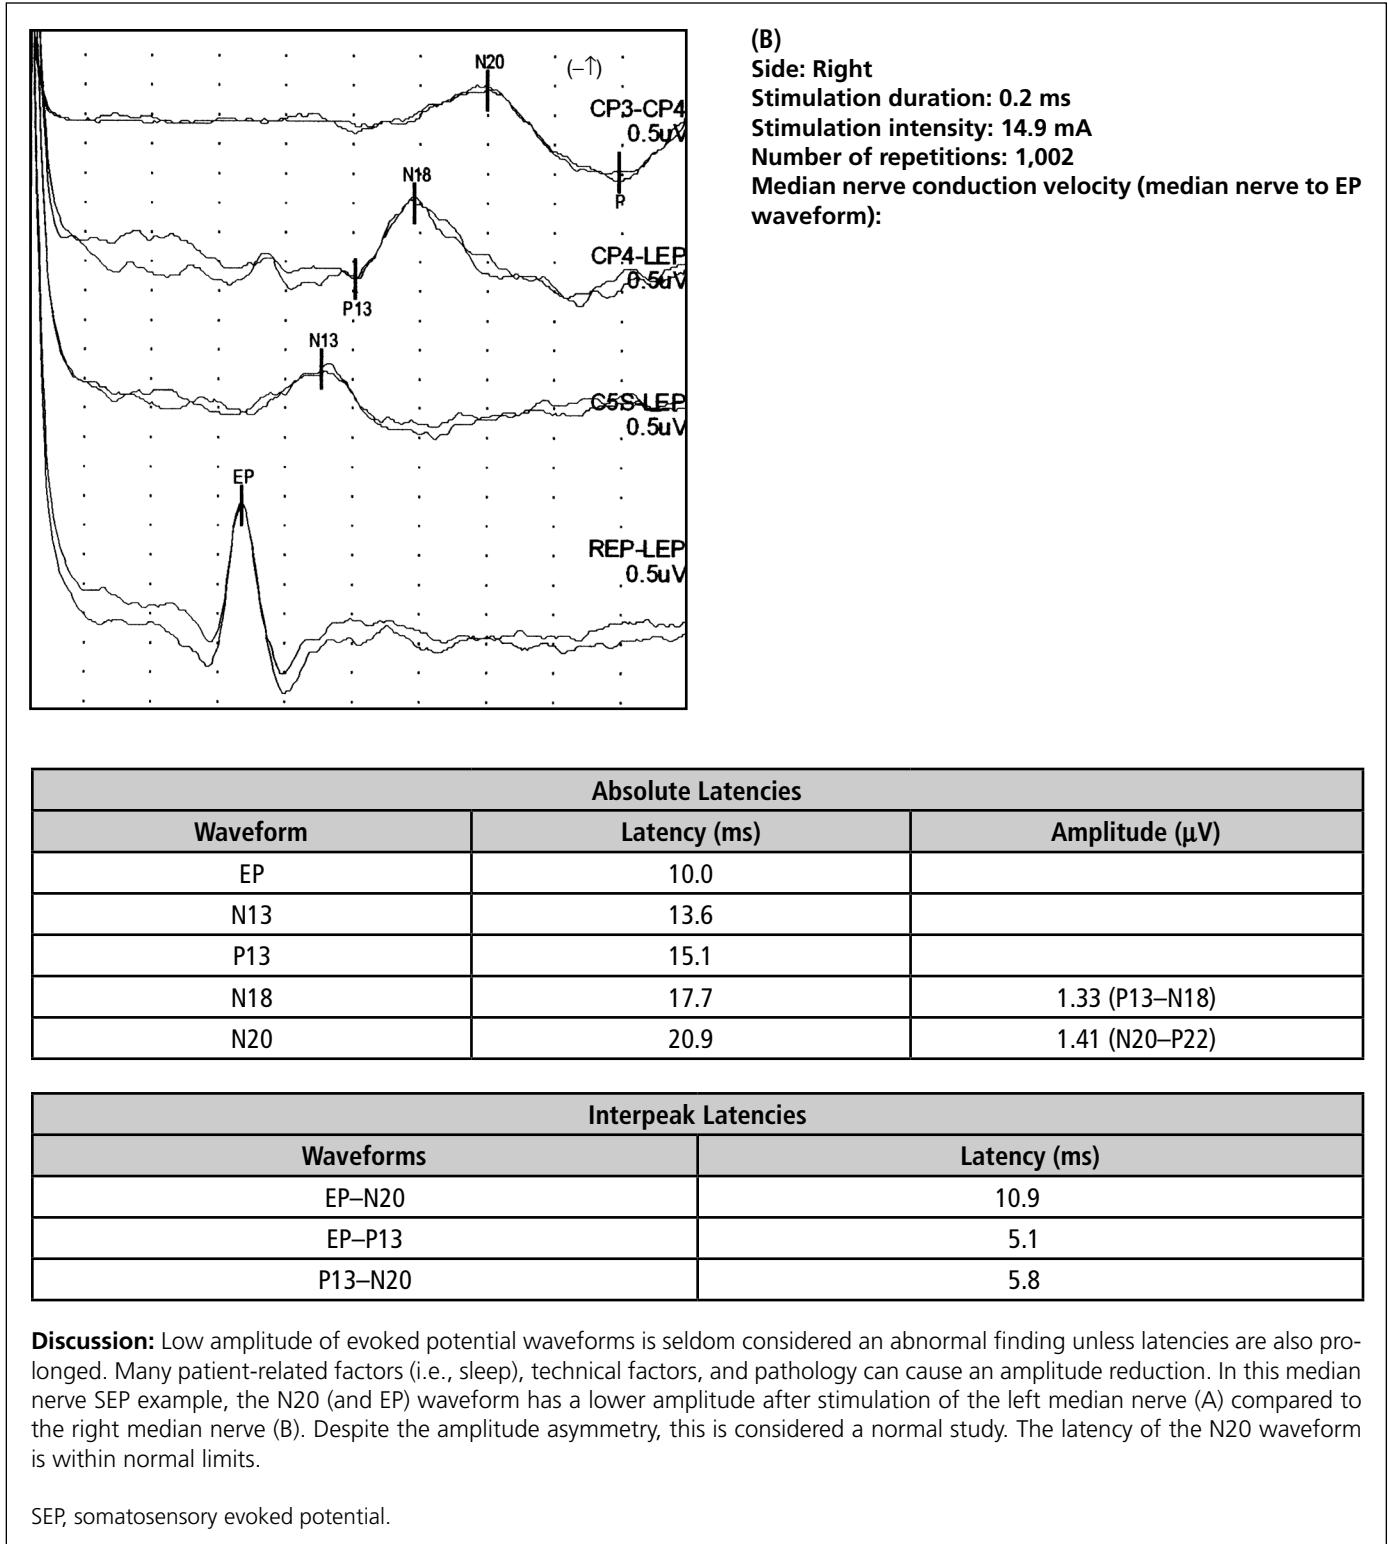 N20
(–↑)
CP3-CP4
0.5uV
P
N18
CP4-LEP
0.5uV
P13
N13
C5S-LEP
0.5uV
EP
REP-LEP
0.5uV
(B)
Side: Right
Stimulation duration: 0.2 ms
Stimulation intensity: 14.9 mA
Number of repetitions: 1,002
Median nerve conduction velocity (median nerve to EP
waveform):
Absolute Latencies
Waveform Latency (ms) Amplitude (μV)
EP 10.0
N13 13.6
P13 15.1
N18 17.7 1.33 (P13–N18)
N20 20.9 1.41 (N20–P22)
Interpeak Latencies
Waveforms Latency (ms)
EP–N20 10.9
EP–P13 5.1
P13–N20 5.8
Discussion: Low amplitude of evoked potential waveforms is seldom considered an abnormal finding unless latencies are also pro-
longed. Many patient-related factors (i.e., sleep), technical factors, and pathology can cause an amplitude reduction. In this median
nerve SEP example, the N20 (and EP) waveform has a lower amplitude after stimulation of the left median nerve (A) compared to
the right median nerve (B). Despite the amplitude asymmetry, this is considered a normal study. The latency of the N20 waveform
is within normal limits.
SEP, somatosensory evoked potential.